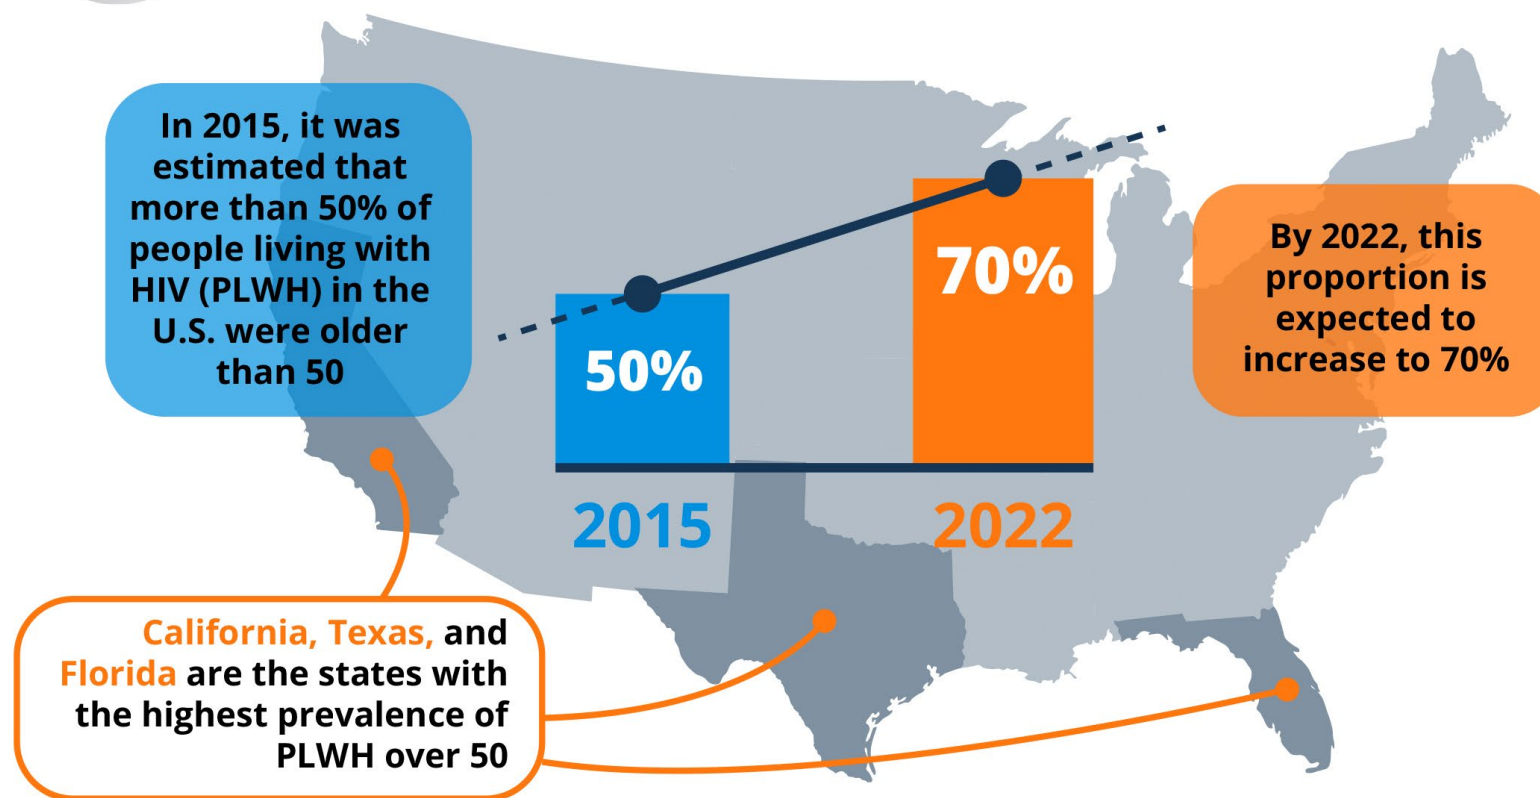 In 2015, it was
estimated that
more than 50% of
people living with
HIV (PLWH) in the
U.S. were older
than 50
50%
2015
70%
2022
By 2022, this
proportion is
expected to
increase to 70%
California, Texas, and
Florida are the states with
the highest prevalence of
PLWH over 50